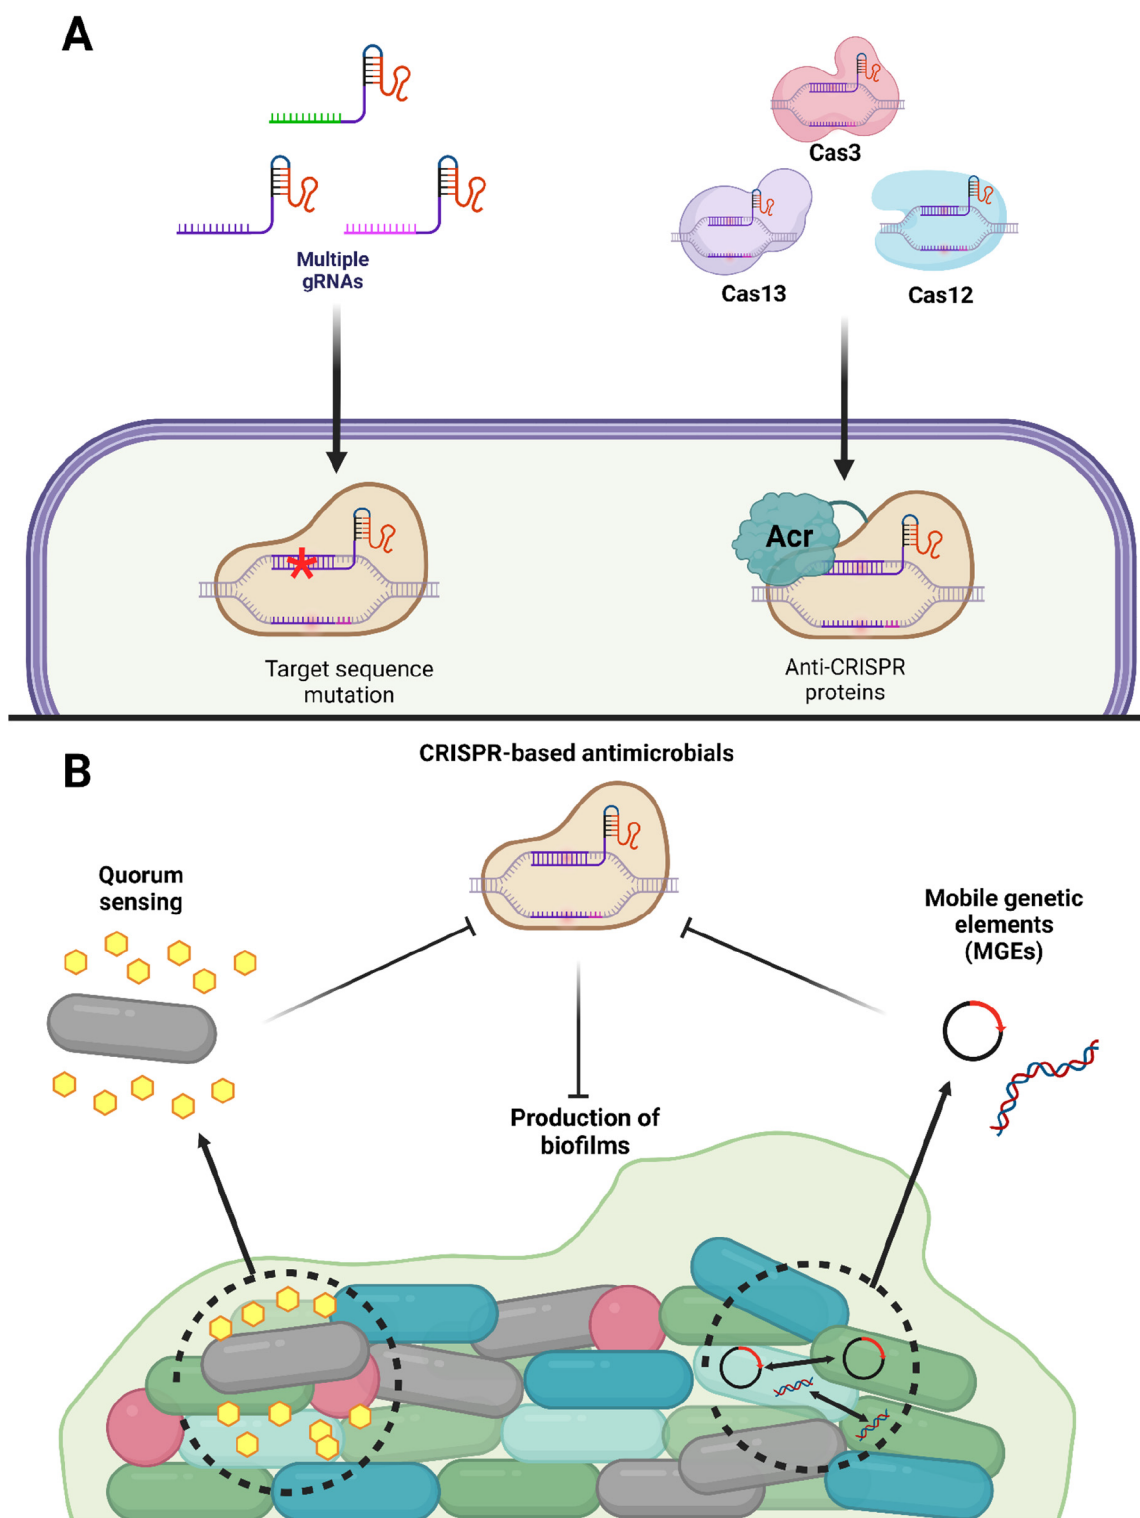 A
Cas3
Multiple
gRNAs
Cas13
Cas12
Acr
Target sequence
mutation
Anti-CRISPR
proteins
B
CRISPR-based antimicrobials
Quorum
sensing
Mobile genetic
elements
(MGEs)
Production of
biofilms